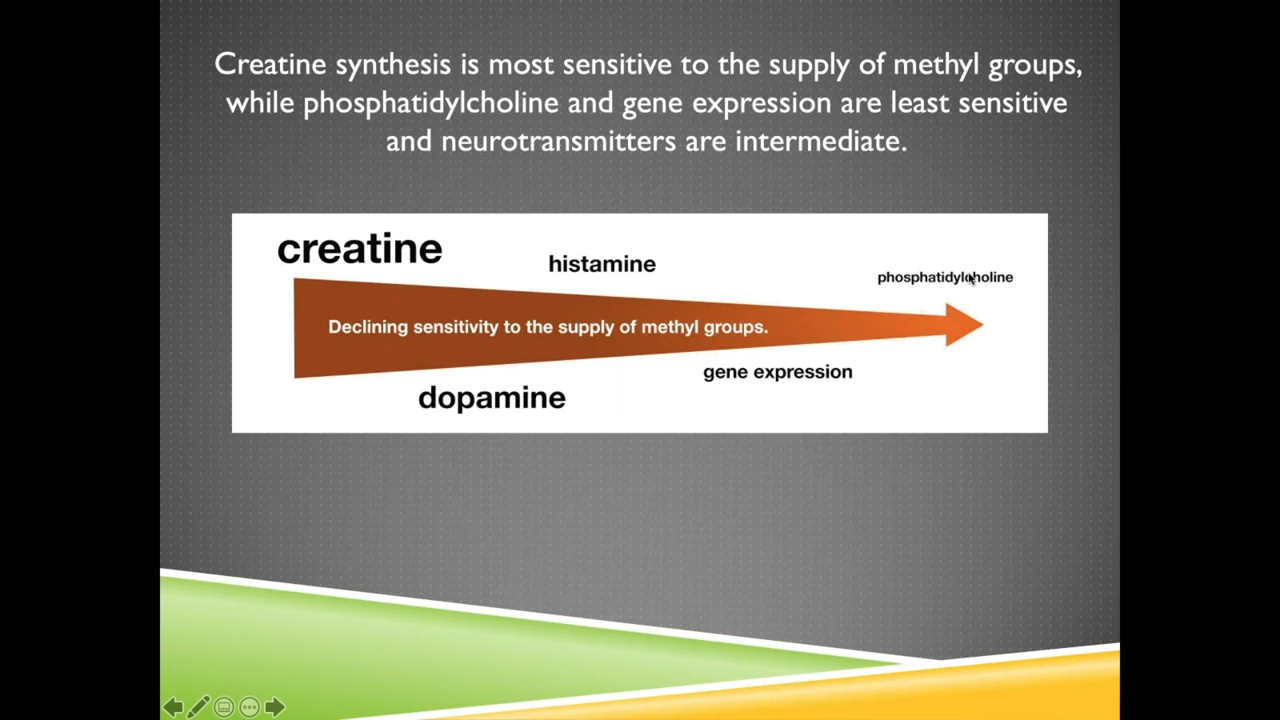 Creatine synthesis is most sensitive to the supply of methyl groups,
while phosphatidylcholine and gene expression are least sensitive
and neurotransmitters are intermediate.
creatine
histamine
phosphatidylcholine
Declining sensitivity to the supply of methyl groups.
gene expression
dopamine